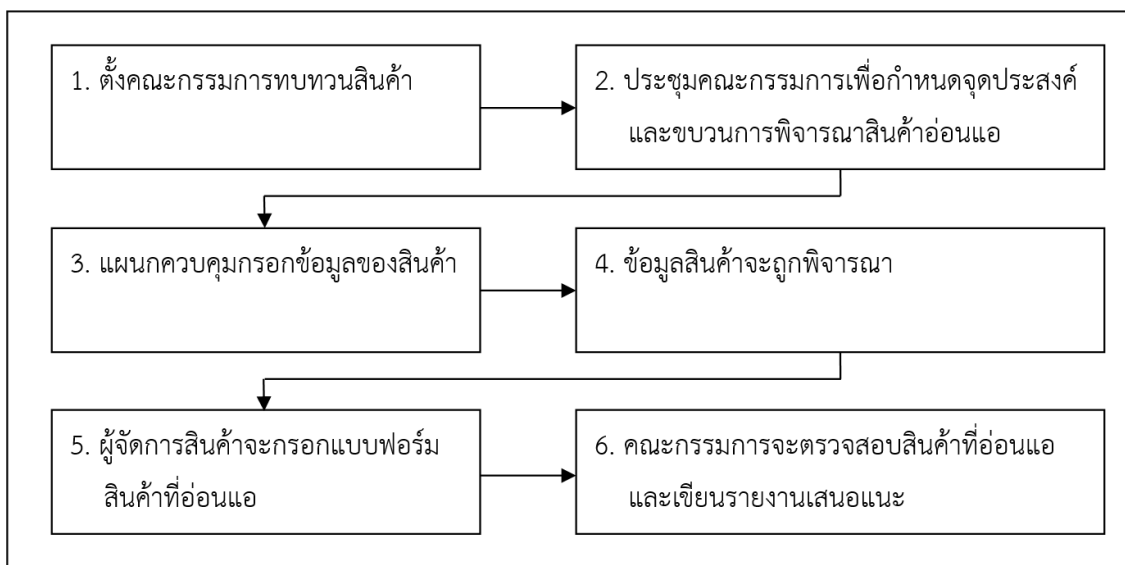 1. ตั้งคณะกรรมการทบทวนสินค้า
2. ประชุมคณะกรรมการเพื่อกำหนดจุดประสงค์
และขบวนการพิจารณาสินค้าอ่อนแอ
3. แผนกควบคุมกรอกข้อมูลของสินค้า
4. ข้อมูลสินค้าจะถูกพิจารณา
5. ผู้จัดการสินค้าจะกรอกแบบฟอร์ม
สินค้าที่อ่อนแอ
6. คณะกรรมการจะตรวจสอบสินค้าที่อ่อนแอ
และเขียนรายงานเสนอแนะ